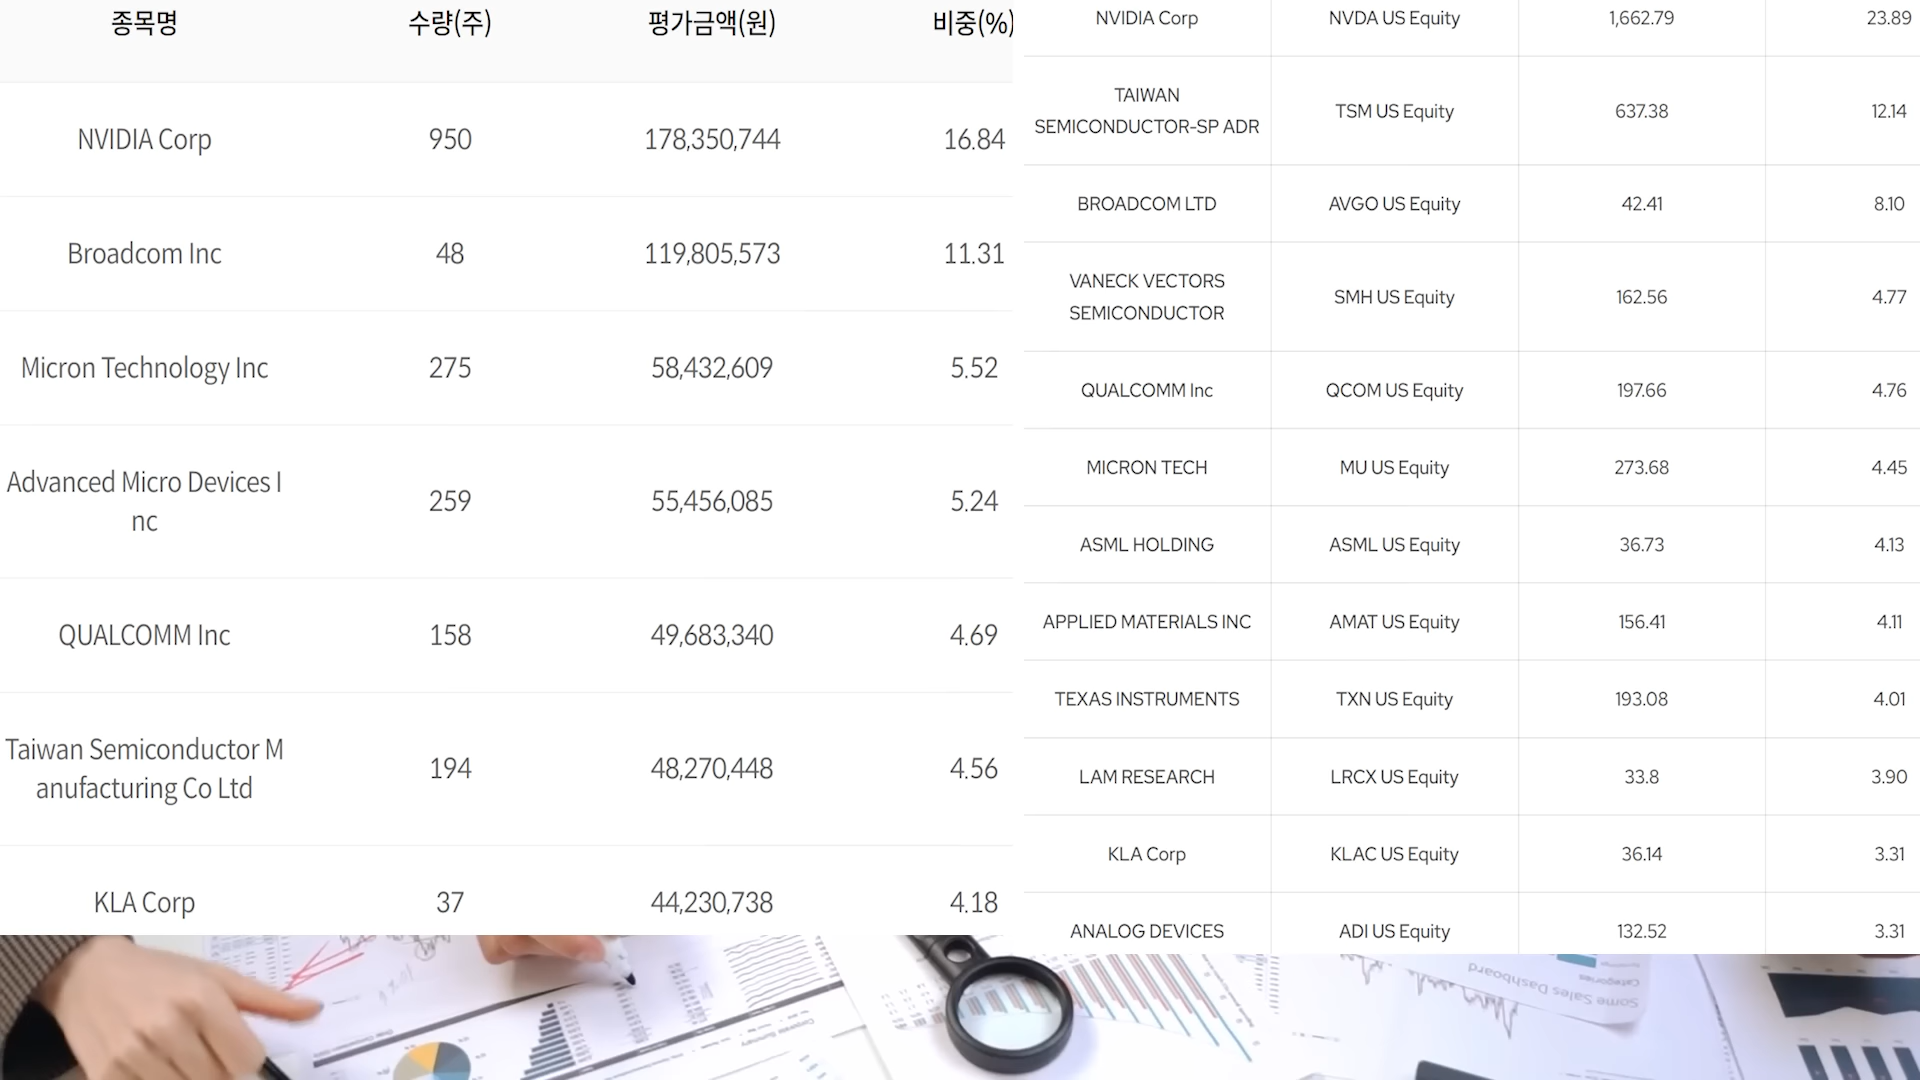 종목명 수량(주) 평가금액(원) 비중(%)
NVIDIA Corp 950 178,350,744 16.84
Broadcom Inc 48 119,805,573 11.31
Micron Technology Inc 275 58,432,609 5.52
Advanced Micro Devices I
nc 259 55,456,085 5.24
QUALCOMM Inc 158 49,683,340 4.69
Taiwan Semiconductor M
anufacturing Co Ltd 194 48,270,448 4.56
KLA Corp 37 44,230,738 4.18
NVIDIA Corp NVDA US Equity 1,662.79 23.89
TAIWAN
SEMICONDUCTOR-SP ADR TSM US Equity 637.38 12.14
BROADCOM LTD AVGO US Equity 42.41 8.10
VANECK VECTORS
SEMICONDUCTOR SMH US Equity 162.56 4.77
QUALCOMM Inc QCOM US Equity 197.66 4.76
MICRON TECH MU US Equity 273.68 4.45
ASML HOLDING ASML US Equity 36.73 4.13
APPLIED MATERIALS INC AMAT US Equity 156.41 4.11
TEXAS INSTRUMENTS TXN US Equity 193.08 4.01
LAM RESEARCH LRCX US Equity 33.8 3.90
KLA Corp KLAC US Equity 36.14 3.31
ANALOG DEVICES ADI US Equity 132.52 3.31
Categories
Some Sales Dashboard